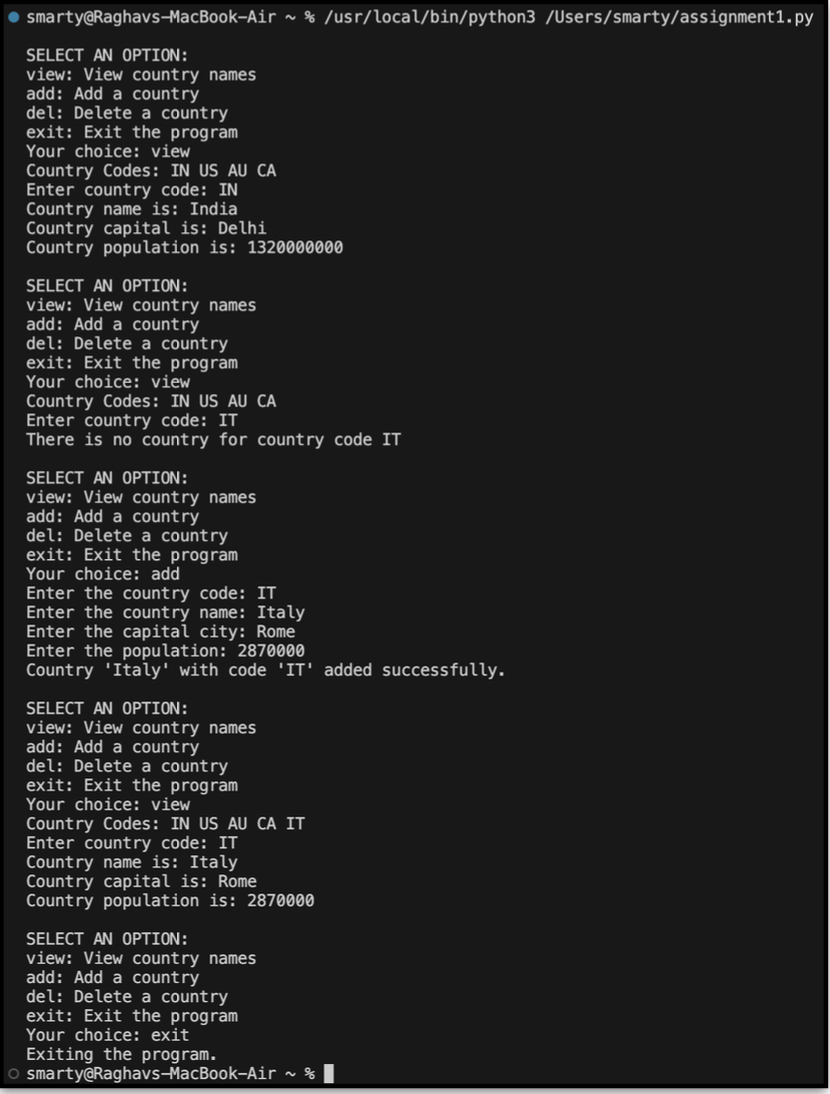 smarty@Raghavs-MacBook-Air ~ % /usr/local/bin/python3 /Users/smarty/assignment1.py
SELECT AN OPTION:
view: View country names
add: Add a country
del: Delete a country
exit: Exit the program
Your choice: view
Country Codes: IN US AU CA
Enter country code: IN
Country name is: India
Country capital is: Delhi
Country population is: 1320000000
SELECT AN OPTION:
view: View country names
add: Add a country
del: Delete a country
exit: Exit the program
Your choice: view
Country Codes: IN US AU CA
Enter country code: IT
There is no country for country code IT
SELECT AN OPTION:
view: View country names
add: Add a country
del: Delete a country
exit: Exit the program
Your choice: add
Enter the country code: IT
Enter the country name: Italy
Enter the capital city: Rome
Enter the population: 2870000
Country 'Italy' with code 'IT' added successfully.
SELECT AN OPTION:
view: View country names
add: Add a country
del: Delete a country
exit: Exit the program
Your choice: view
Country Codes: IN US AU CA IT
Enter country code: IT
Country name is: Italy
Country capital is: Rome
Country population is: 2870000
SELECT AN OPTION:
view: View country names
add: Add a country
del: Delete a country
exit: Exit the program
Your choice: exit
Exiting the program.
smarty@Raghavs-MacBook-Air ~ %